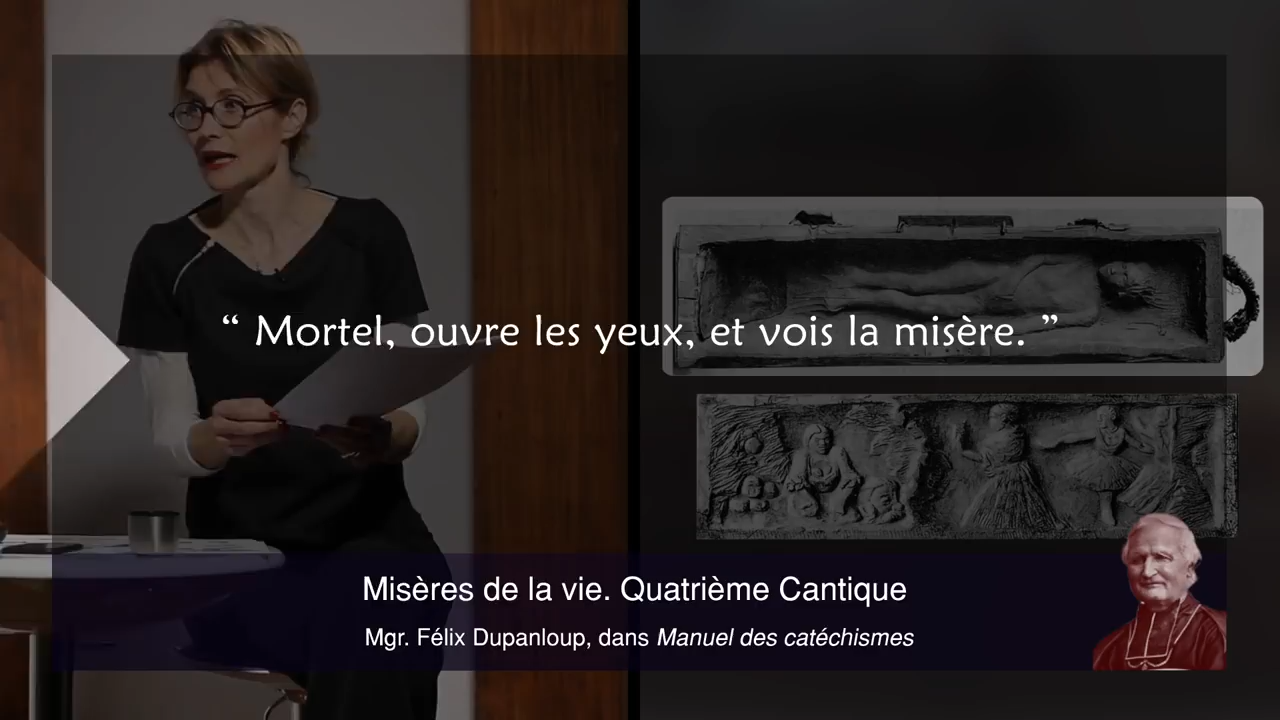 “ Mortel, ouvre les yeux, et vois la misère. ”
Misères de la vie. Quatrième Cantique
Mgr. Félix Dupanloup, dans Manuel des catéchismes